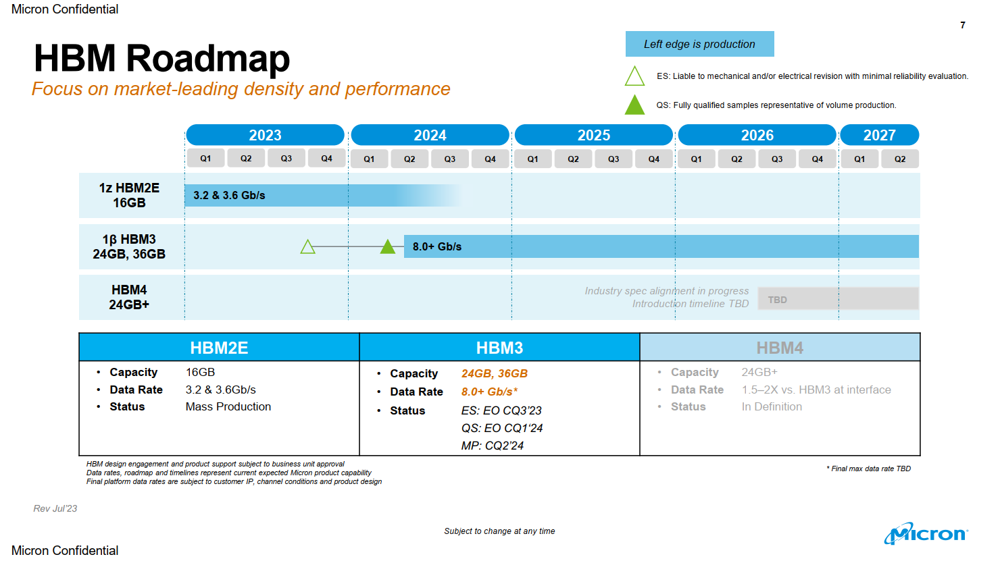 Micron Confidential
7
HBM Roadmap
Focus on market-leading density and performance
Left edge is production
ES: Liable to mechanical and/or electrical revision with minimal reliability evaluation.
QS: Fully qualified samples representative of volume production.
2023 2024 2025 2026 2027
Q1 Q2 Q3 Q4 Q1 Q2 Q3 Q4 Q1 Q2 Q3 Q4 Q1 Q2 Q3 Q4 Q1 Q2
1z HBM2E
16GB
3.2 & 3.6 Gb/s
1β HBM3
24GB, 36GB
8.0+ Gb/s
HBM4
24GB+
Industry spec alignment in progress
Introduction timeline TBD
TBD
HBM2E
• Capacity 16GB
• Data Rate 3.2 & 3.6Gb/s
• Status Mass Production
HBM3
• Capacity 24GB, 36GB
• Data Rate 8.0+ Gb/s*
• Status ES: EO CQ3’23
QS: EO CQ1‘24
MP: CQ2’24
HBM4
• Capacity 24GB+
• Data Rate 1.5–2X vs. HBM3 at interface
• Status In Definition
HBM design engagement and product support subject to business unit approval
Data rates, roadmap and timelines represent current expected Micron product capability
Final platform data rates are subject to customer IP, channel conditions and product design
* Final max data rate TBD
Rev Jul’23
Subject to change at any time
Micron
Micron Confidential